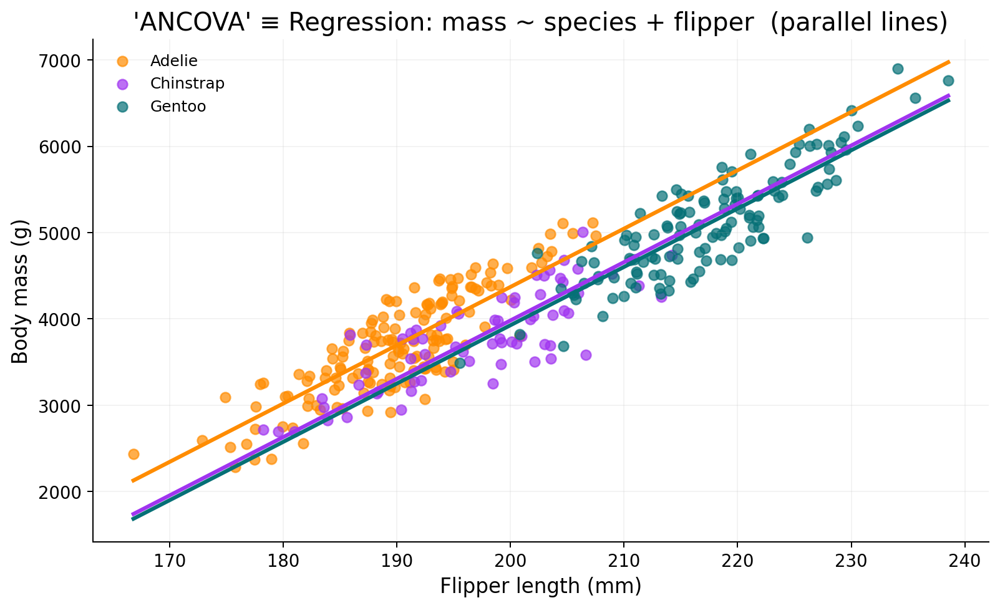 'ANCOVA' ≡ Regression: mass ~ species + flipper  (parallel lines)
Adelie
Chinstrap
Gentoo
Body mass (g)
7000
6000
5000
4000
3000
2000
170 180 190 200 210 220 230 240
Flipper length (mm)